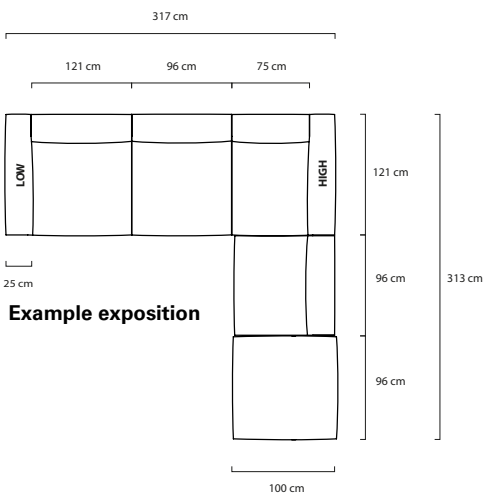 317 cm
121 cm
96 cm
75 cm
LOW
HIGH
121 cm
25 cm
96 cm
313 cm
Example exposition
96 cm
100 cm